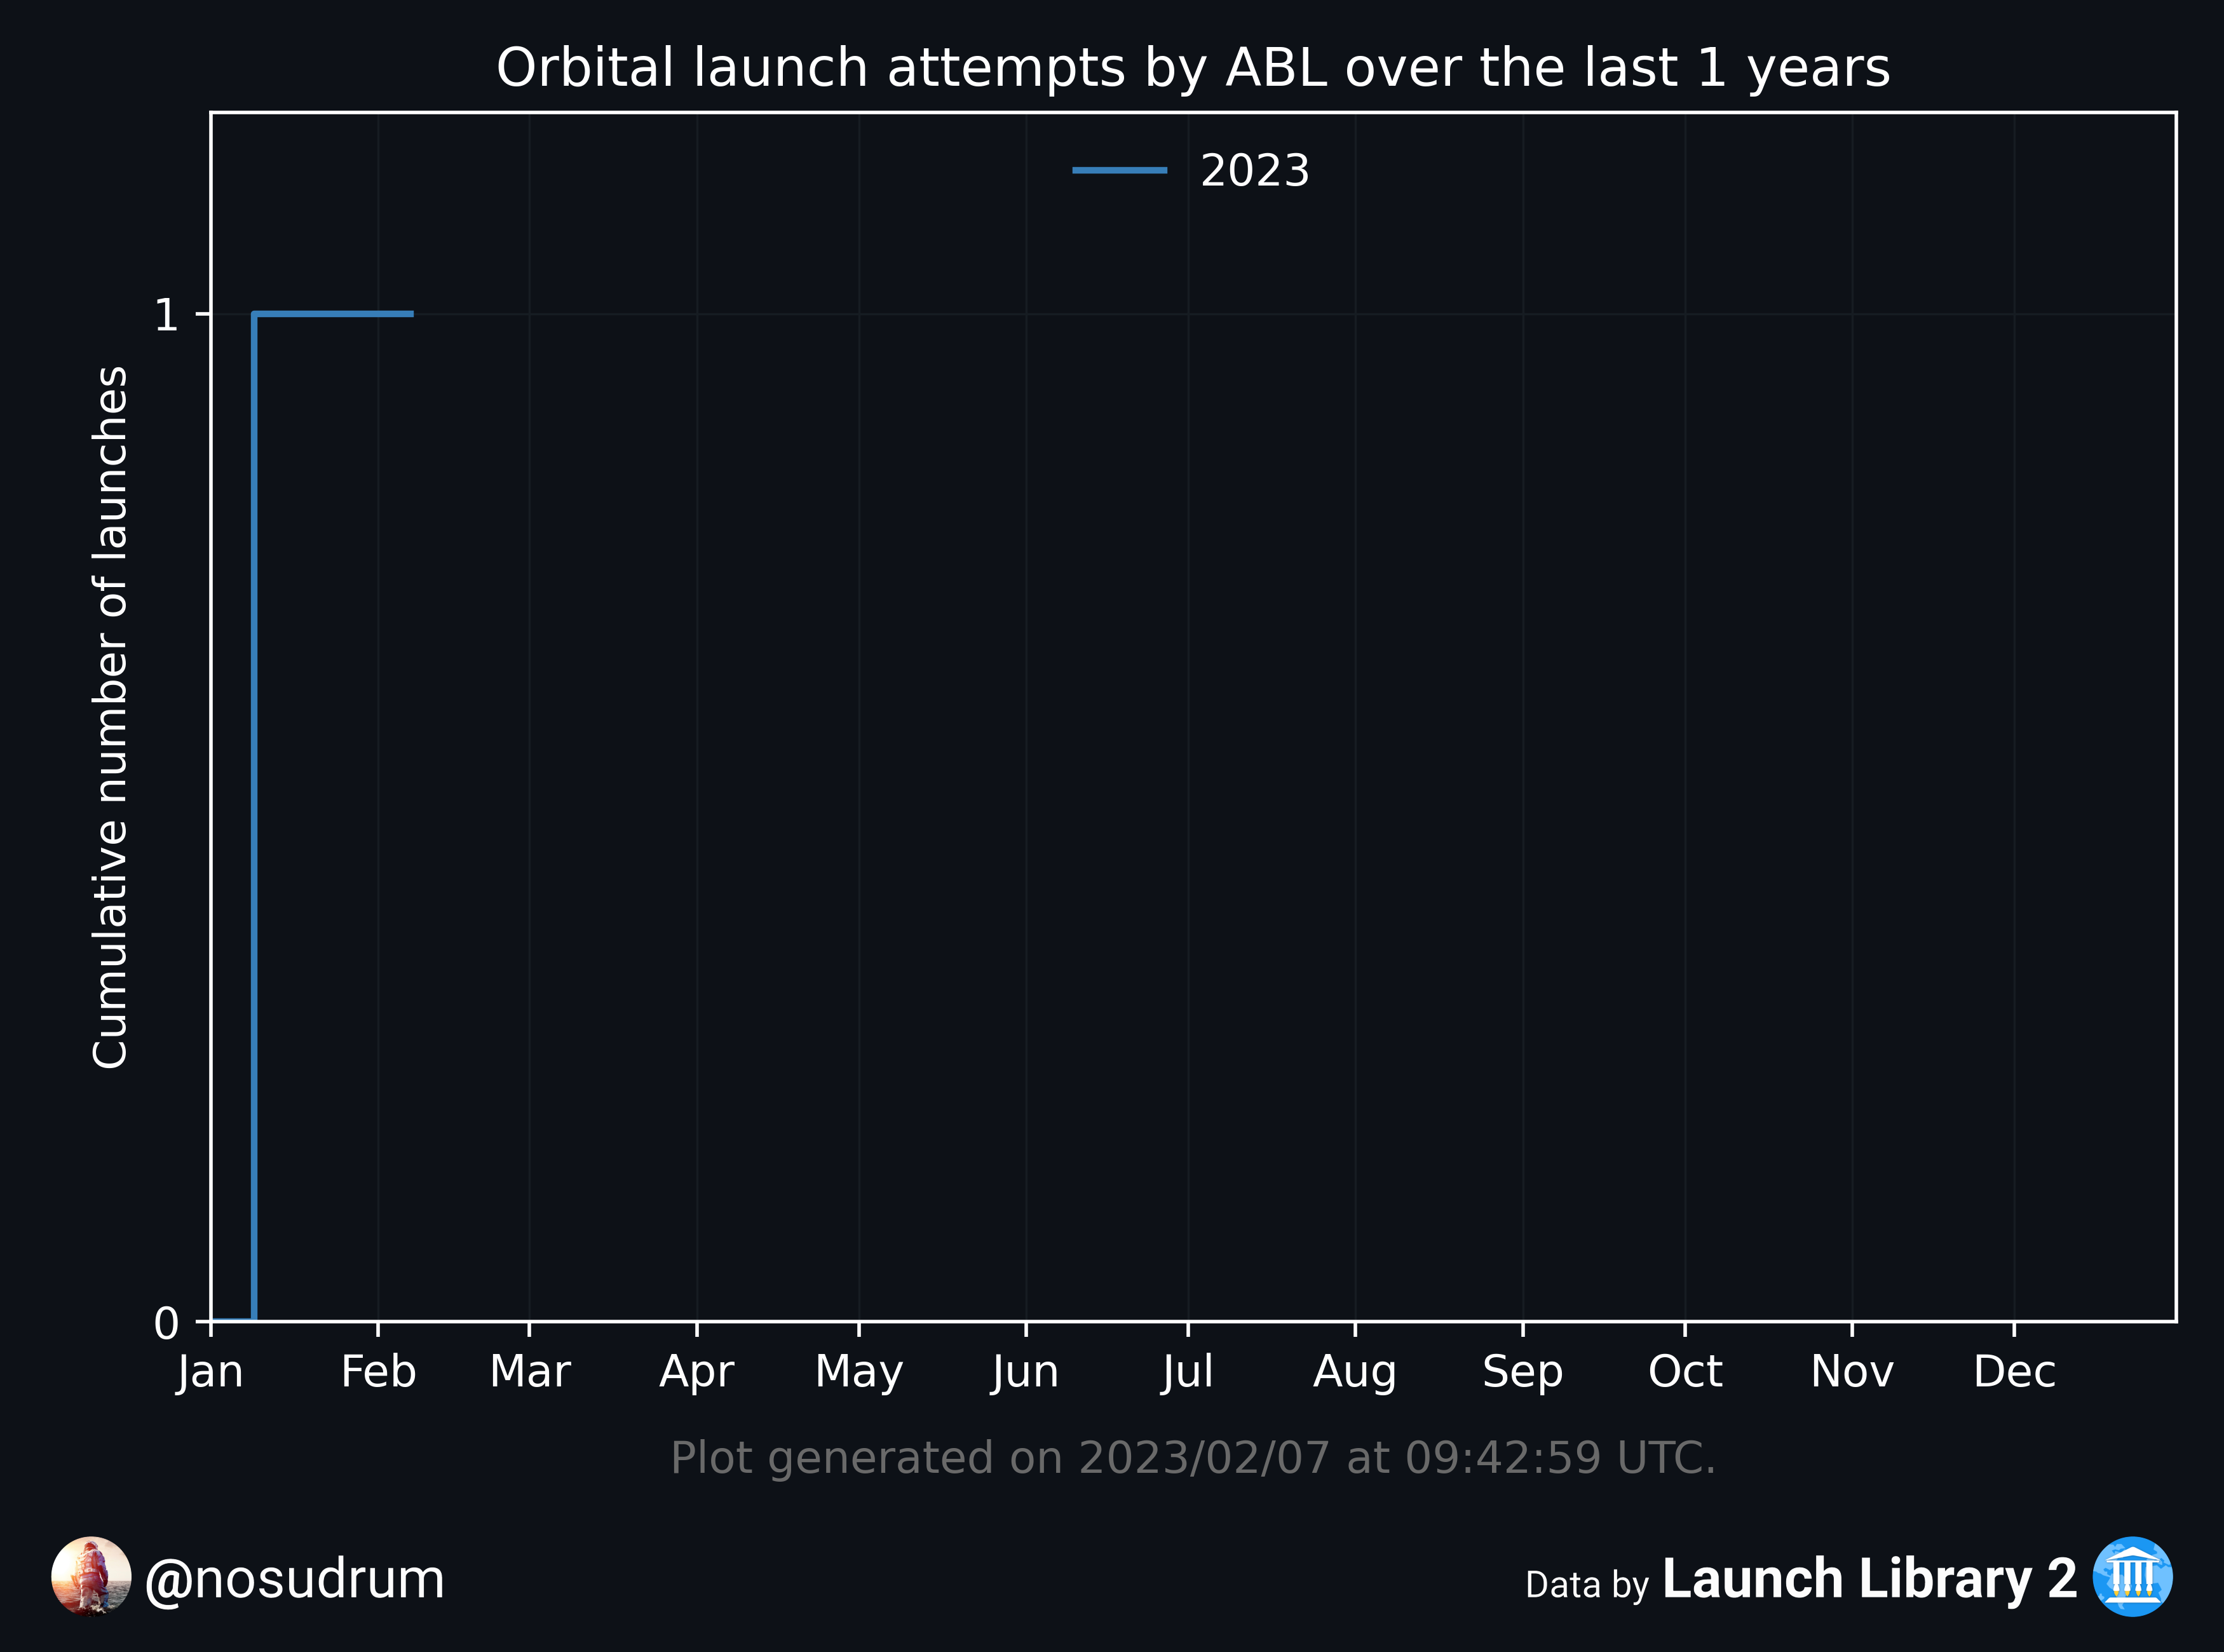 Orbital launch attempts by ABL over the last 1 years
2023
Cumulative number of launches
1
0
Jan Feb Mar Apr May Jun Jul Aug Sep Oct Nov Dec
Plot generated on 2023/02/07 at 09:42:59 UTC.
@nosudrum
Data by Launch Library 2